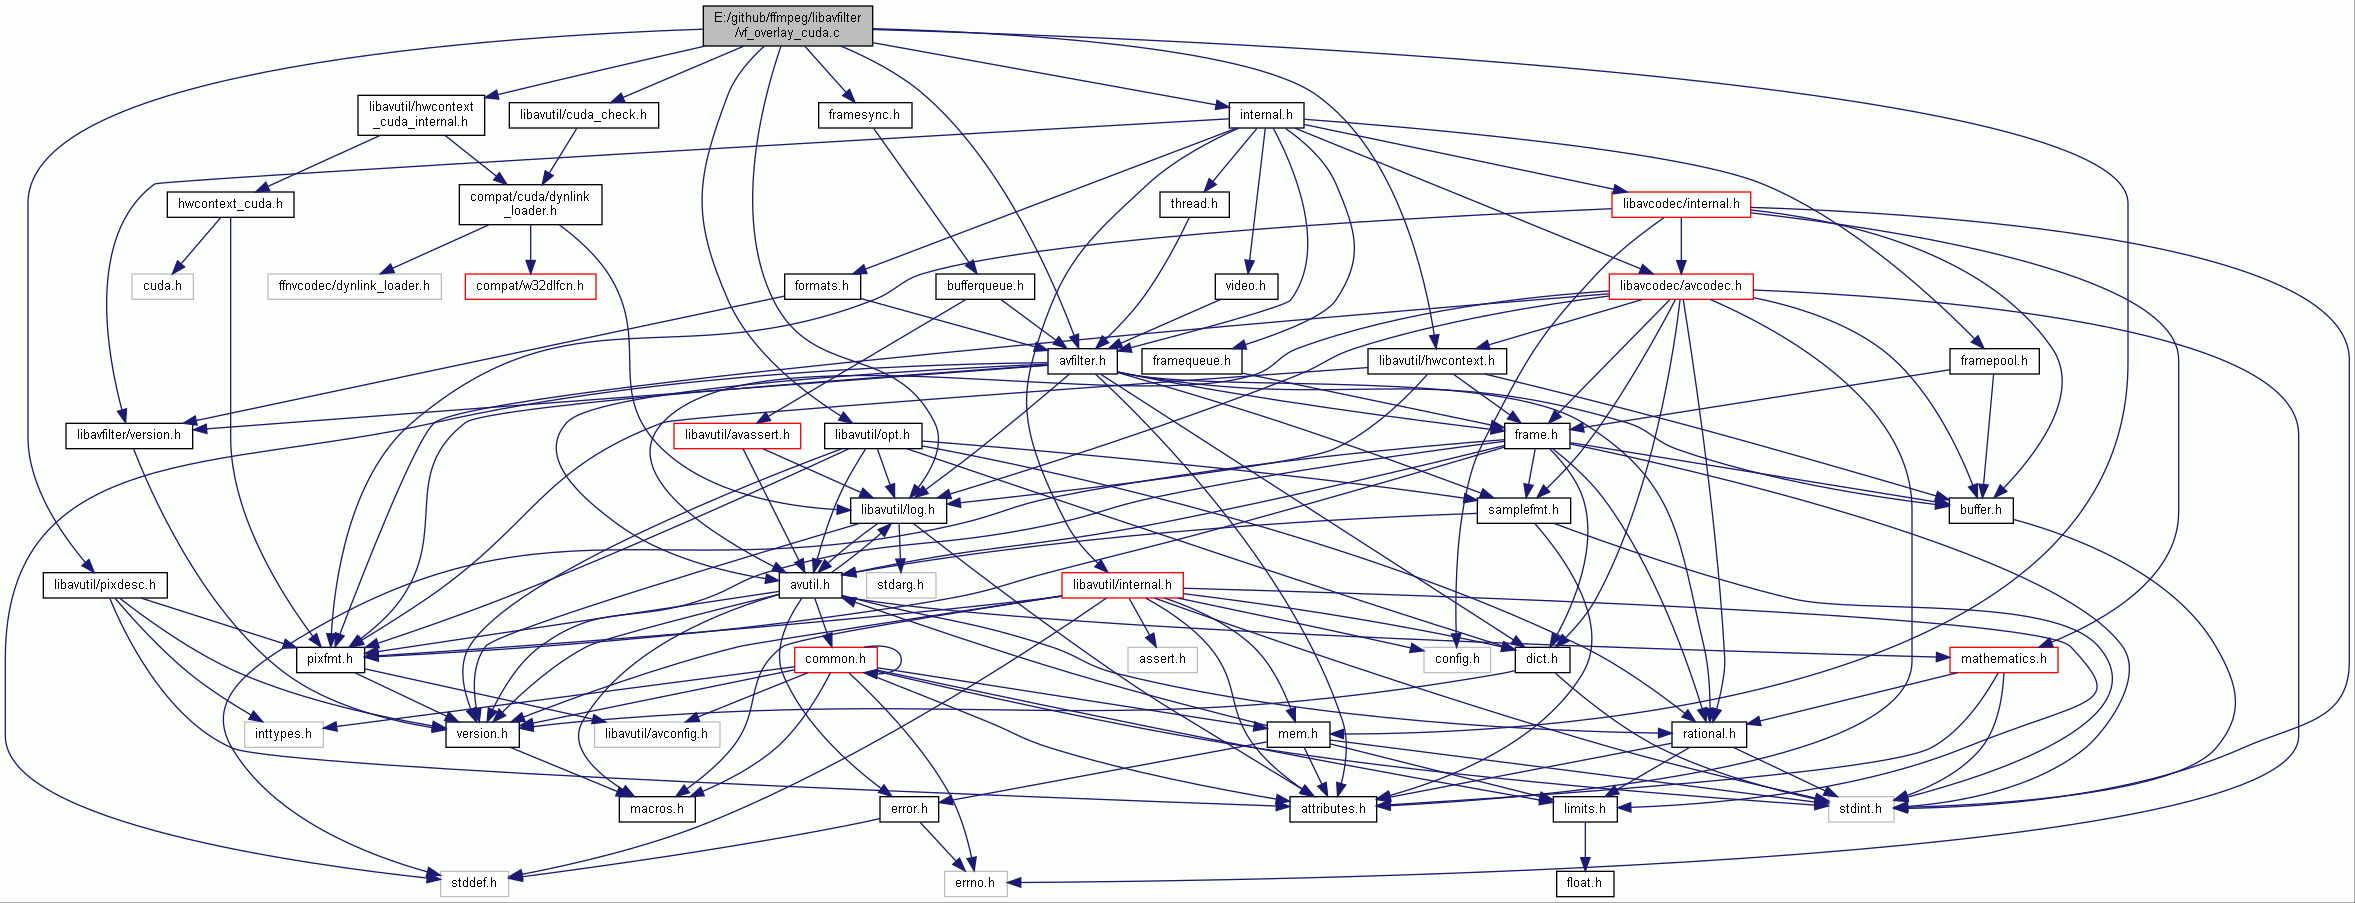 E:/github/ffmpeg/libavfilter
/vf_overlay_cuda.c
libavutil/hwcontext
_cuda_internal.h
libavutil/cuda_check.h
framesync.h
internal.h
hwcontext_cuda.h
compat/cuda/dynlink
_loader.h
thread.h
libavcodec/internal.h
cuda.h
ffnvcodec/dynlink_loader.h
compat/w32dlfcn.h
formats.h
bufferqueue.h
video.h
libavcodec/avcodec.h
avfilter.h
framequeue.h
libavutil/hwcontext.h
framepool.h
libavfilter/version.h
libavutil/avassert.h
libavutil/opt.h
frame.h
libavutil/log.h
samplefmt.h
buffer.h
libavutil/pixdesc.h
avutil.h
stdarg.h
libavutil/internal.h
pixfmt.h
common.h
assert.h
config.h
dict.h
mathematics.h
inttypes.h
version.h
libavutil/avconfig.h
mem.h
rational.h
macros.h
error.h
attributes.h
limits.h
stdint.h
stddef.h
errno.h
float.h